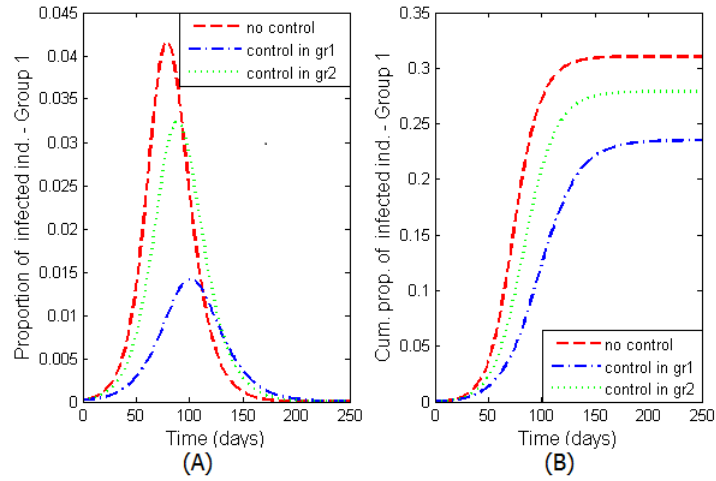 Proportion of infected ind. - Group 1
0.045
0.04
0.035
0.03
0.025
0.02
0.015
0.01
0.005
0
0 50 100 150 200 250
Time (days)
no control
control in gr1
control in gr2
(A)
Cum. prop. of infected ind. - Group 1
0.35
0.3
0.25
0.2
0.15
0.1
0.05
0
0 50 100 150 200 250
Time (days)
no control
control in gr1
control in gr2
(B)